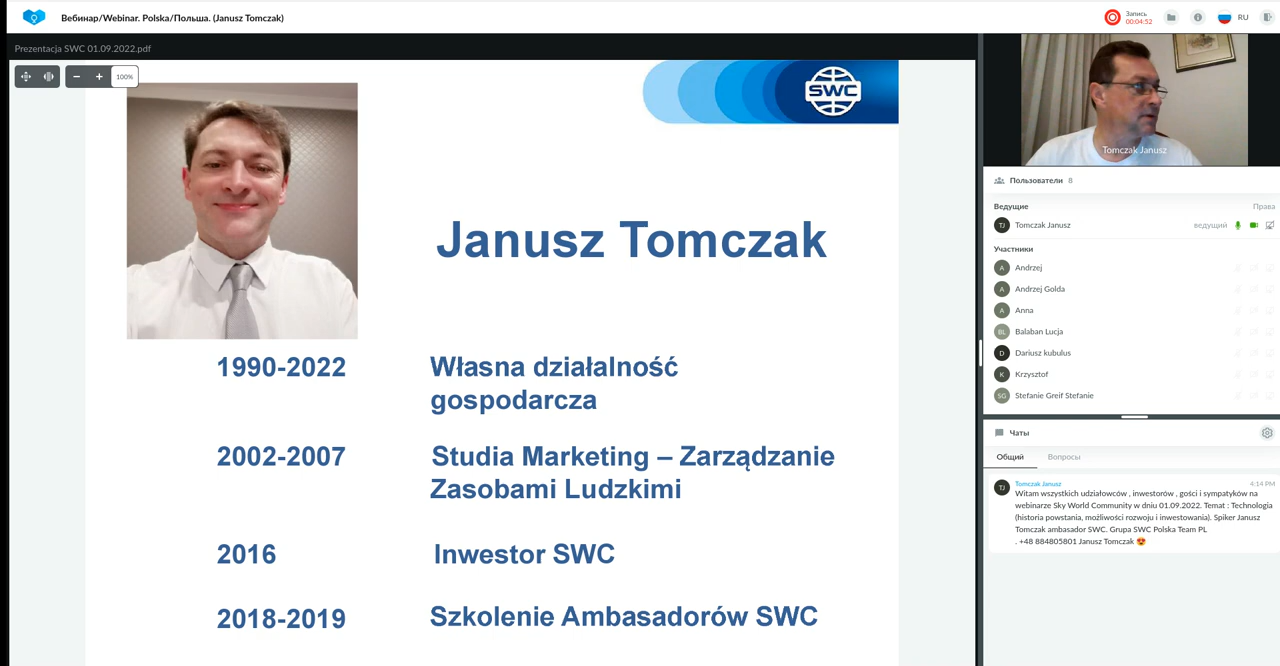 Вебинар/Webinar. Polska/Польша. (Janusz Tomczak)
Запись
00:04:52
RU
Prezentacja SWC 01.09.2022.pdf
100%
SWC
Janusz Tomczak
1990-2022
Własna działalność
gospodarcza
2002-2007
Studia Marketing – Zarządzanie
Zasobami Ludzkimi
2016
Inwestor SWC
2018-2019
Szkolenie Ambasadorów SWC
Tomczak Janusz
Пользователи 8
Ведущие Права
TJ Tomczak Janusz ведущий
Участники
A Andrzej
A Andrzej Golda
A Anna
BL Balaban Lucja
D Dariusz kubulus
K Krzysztof
SG Stefanie Greif Stefanie
Чаты
Общий Вопросы
TJ Tomczak Janusz 4:14 PM
Witam wszystkich udziałowców , inwestorów , gości i sympatyków na
webinarze Sky World Community w dniu 01.09.2022. Temat : Technologia
(historia powstania, możliwości rozwoju i inwestowania). Spiker Janusz
Tomczak ambasador SWC. Grupa SWC Polska Team PL
. +48 884805801 Janusz Tomczak 😍